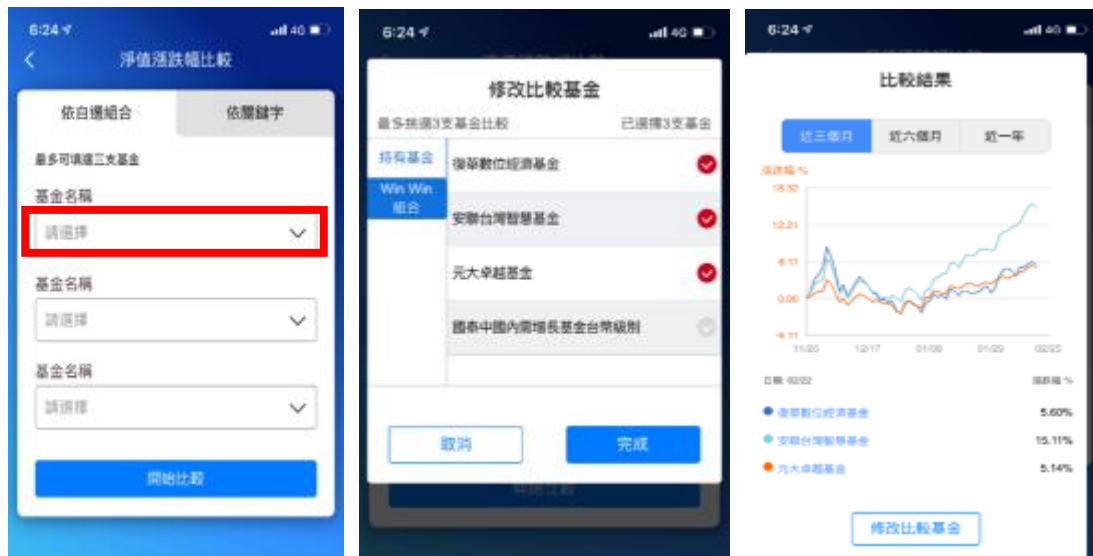 6:24
4G
淨值漲跌幅比較
依自選組合
依關鍵字
最多可填選三支基金
基金名稱
請選擇
基金名稱
請選擇
基金名稱
請選擇
開始比較
6:24
4G
修改比較基金
最多挑選3支基金比較
已選擇3支基金
持有基金
Win Win
組合
復華數位經濟基金
安聯台灣智慧基金
元大卓越基金
國泰中國內需增長基金台幣級別
取消
完成
開始比較
6:24
4G
比較結果
近三個月
近六個月
近一年
漲跌幅 %
18.32
12.21
6.11
0.00
-6.11
11/26
12/17
01/08
01/29
02/23
日期: 02/22
漲跌幅 %
復華數位經濟基金
5.60%
安聯台灣智慧基金
15.11%
元大卓越基金
5.14%
修改比較基金